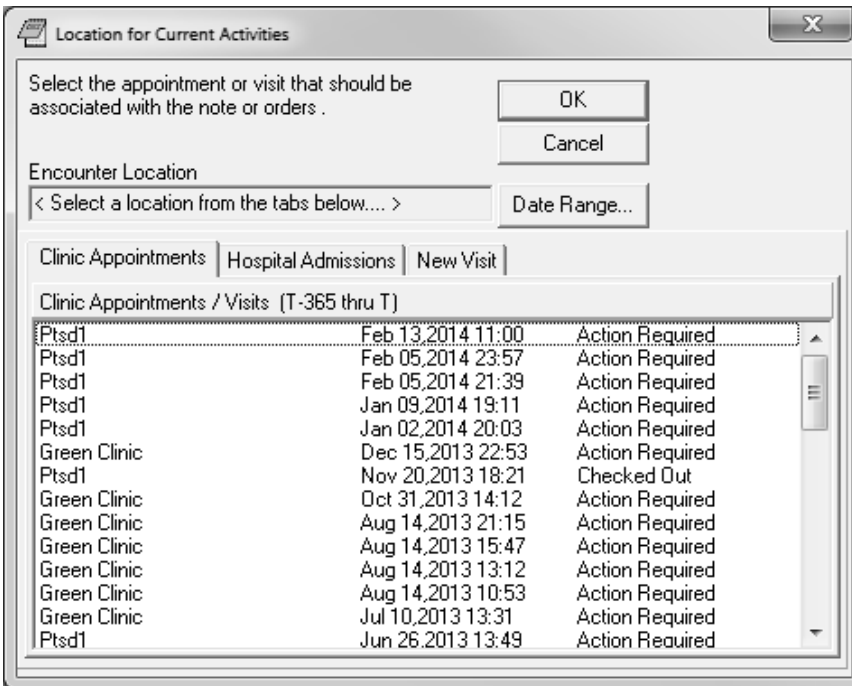 Location for Current Activities
Select the appointment or visit that should be
associated with the note or orders .
OK
Cancel
Encounter Location
< Select a location from the tabs below.... >
Date Range...
Clinic Appointments Hospital Admissions New Visit
Clinic Appointments / Visits (T-365 thru T)
Ptsd1 Feb 13,2014 11:00 Action Required
Ptsd1 Feb 05,2014 23:57 Action Required
Ptsd1 Feb 05,2014 21:39 Action Required
Ptsd1 Jan 09,2014 19:11 Action Required
Ptsd1 Jan 02,2014 20:03 Action Required
Green Clinic Dec 15,2013 22:53 Action Required
Ptsd1 Nov 20,2013 18:21 Checked Out
Green Clinic Oct 31,2013 14:12 Action Required
Green Clinic Aug 14,2013 21:15 Action Required
Green Clinic Aug 14,2013 15:47 Action Required
Green Clinic Aug 14,2013 13:12 Action Required
Green Clinic Aug 14,2013 10:53 Action Required
Green Clinic Jul 10,2013 13:31 Action Required
Ptsd1 Jun 26,2013 13:49 Action Required